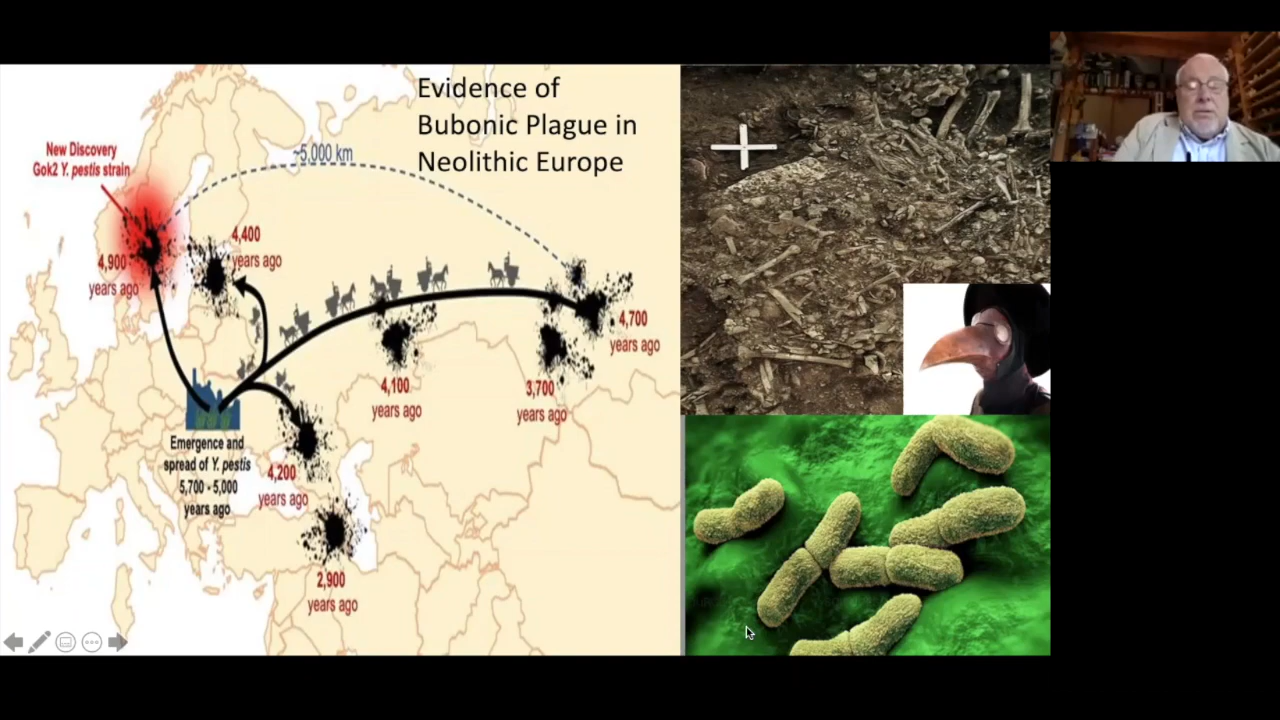 Evidence of
Bubonic Plague in
Neolithic Europe
New Discovery
Gok2 Y. pestis strain
~5,000 km
4,900
years ago
4,400
years ago
4,700
years ago
4,100
years ago
3,700
years ago
Emergence and
spread of Y. pestis
5,700 - 5,000
years ago
4,200
years ago
2,900
years ago